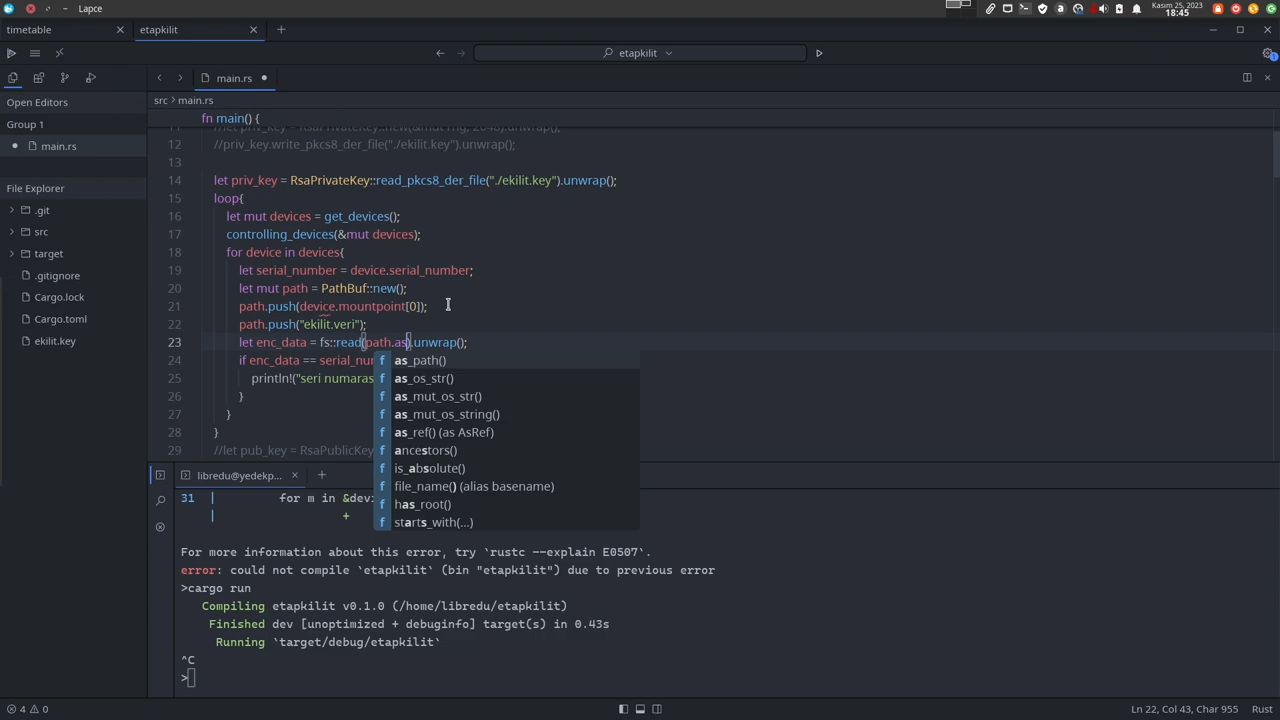 Lapce
Kasım 25, 2023
18:45
timetable
etapkilit
etapkilit
main.rs
Open Editors
src
main.rs
Group 1
fn main() {
main.rs
File Explorer
.git
src
target
.gitignore
Cargo.lock
Cargo.toml
ekilit.key
12 //priv_key.write_pkcs8_der_file("./ekilit.key").unwrap();
13
14 let priv_key = RsaPrivateKey::read_pkcs8_der_file("./ekilit.key").unwrap();
15 loop{
16 let mut devices = get_devices();
17 controlling_devices(&mut devices);
18 for device in devices{
19 let serial_number = device.serial_number;
20 let mut path = PathBuf::new();
21 path.push(device.mountpoint[0]);
22 path.push("ekilit.veri");
23 let enc_data = fs::read(path.as).unwrap();
24 if enc_data == serial_nu
25 println!("seri numaras
26 }
27 }
28 }
29 //let pub_key = RsaPublicKey
f as_path()
f as_os_str()
f as_mut_os_str()
f as_mut_os_string()
f as_ref() (as AsRef)
f ancestors()
f is_absolute()
f file_name() (alias basename)
f has_root()
f starts_with(...)
libredu@yedekp...
31 | for m in &dev
| +
For more information about this error, try `rustc --explain E0507`.
error: could not compile `etapkilit` (bin "etapkilit") due to previous error
>cargo run
Compiling etapkilit v0.1.0 (/home/libredu/etapkilit)
Finished dev [unoptimized + debuginfo] target(s) in 0.43s
Running `target/debug/etapkilit`
^C
>
4 0
Ln 22, Col 43, Char 955
Rust